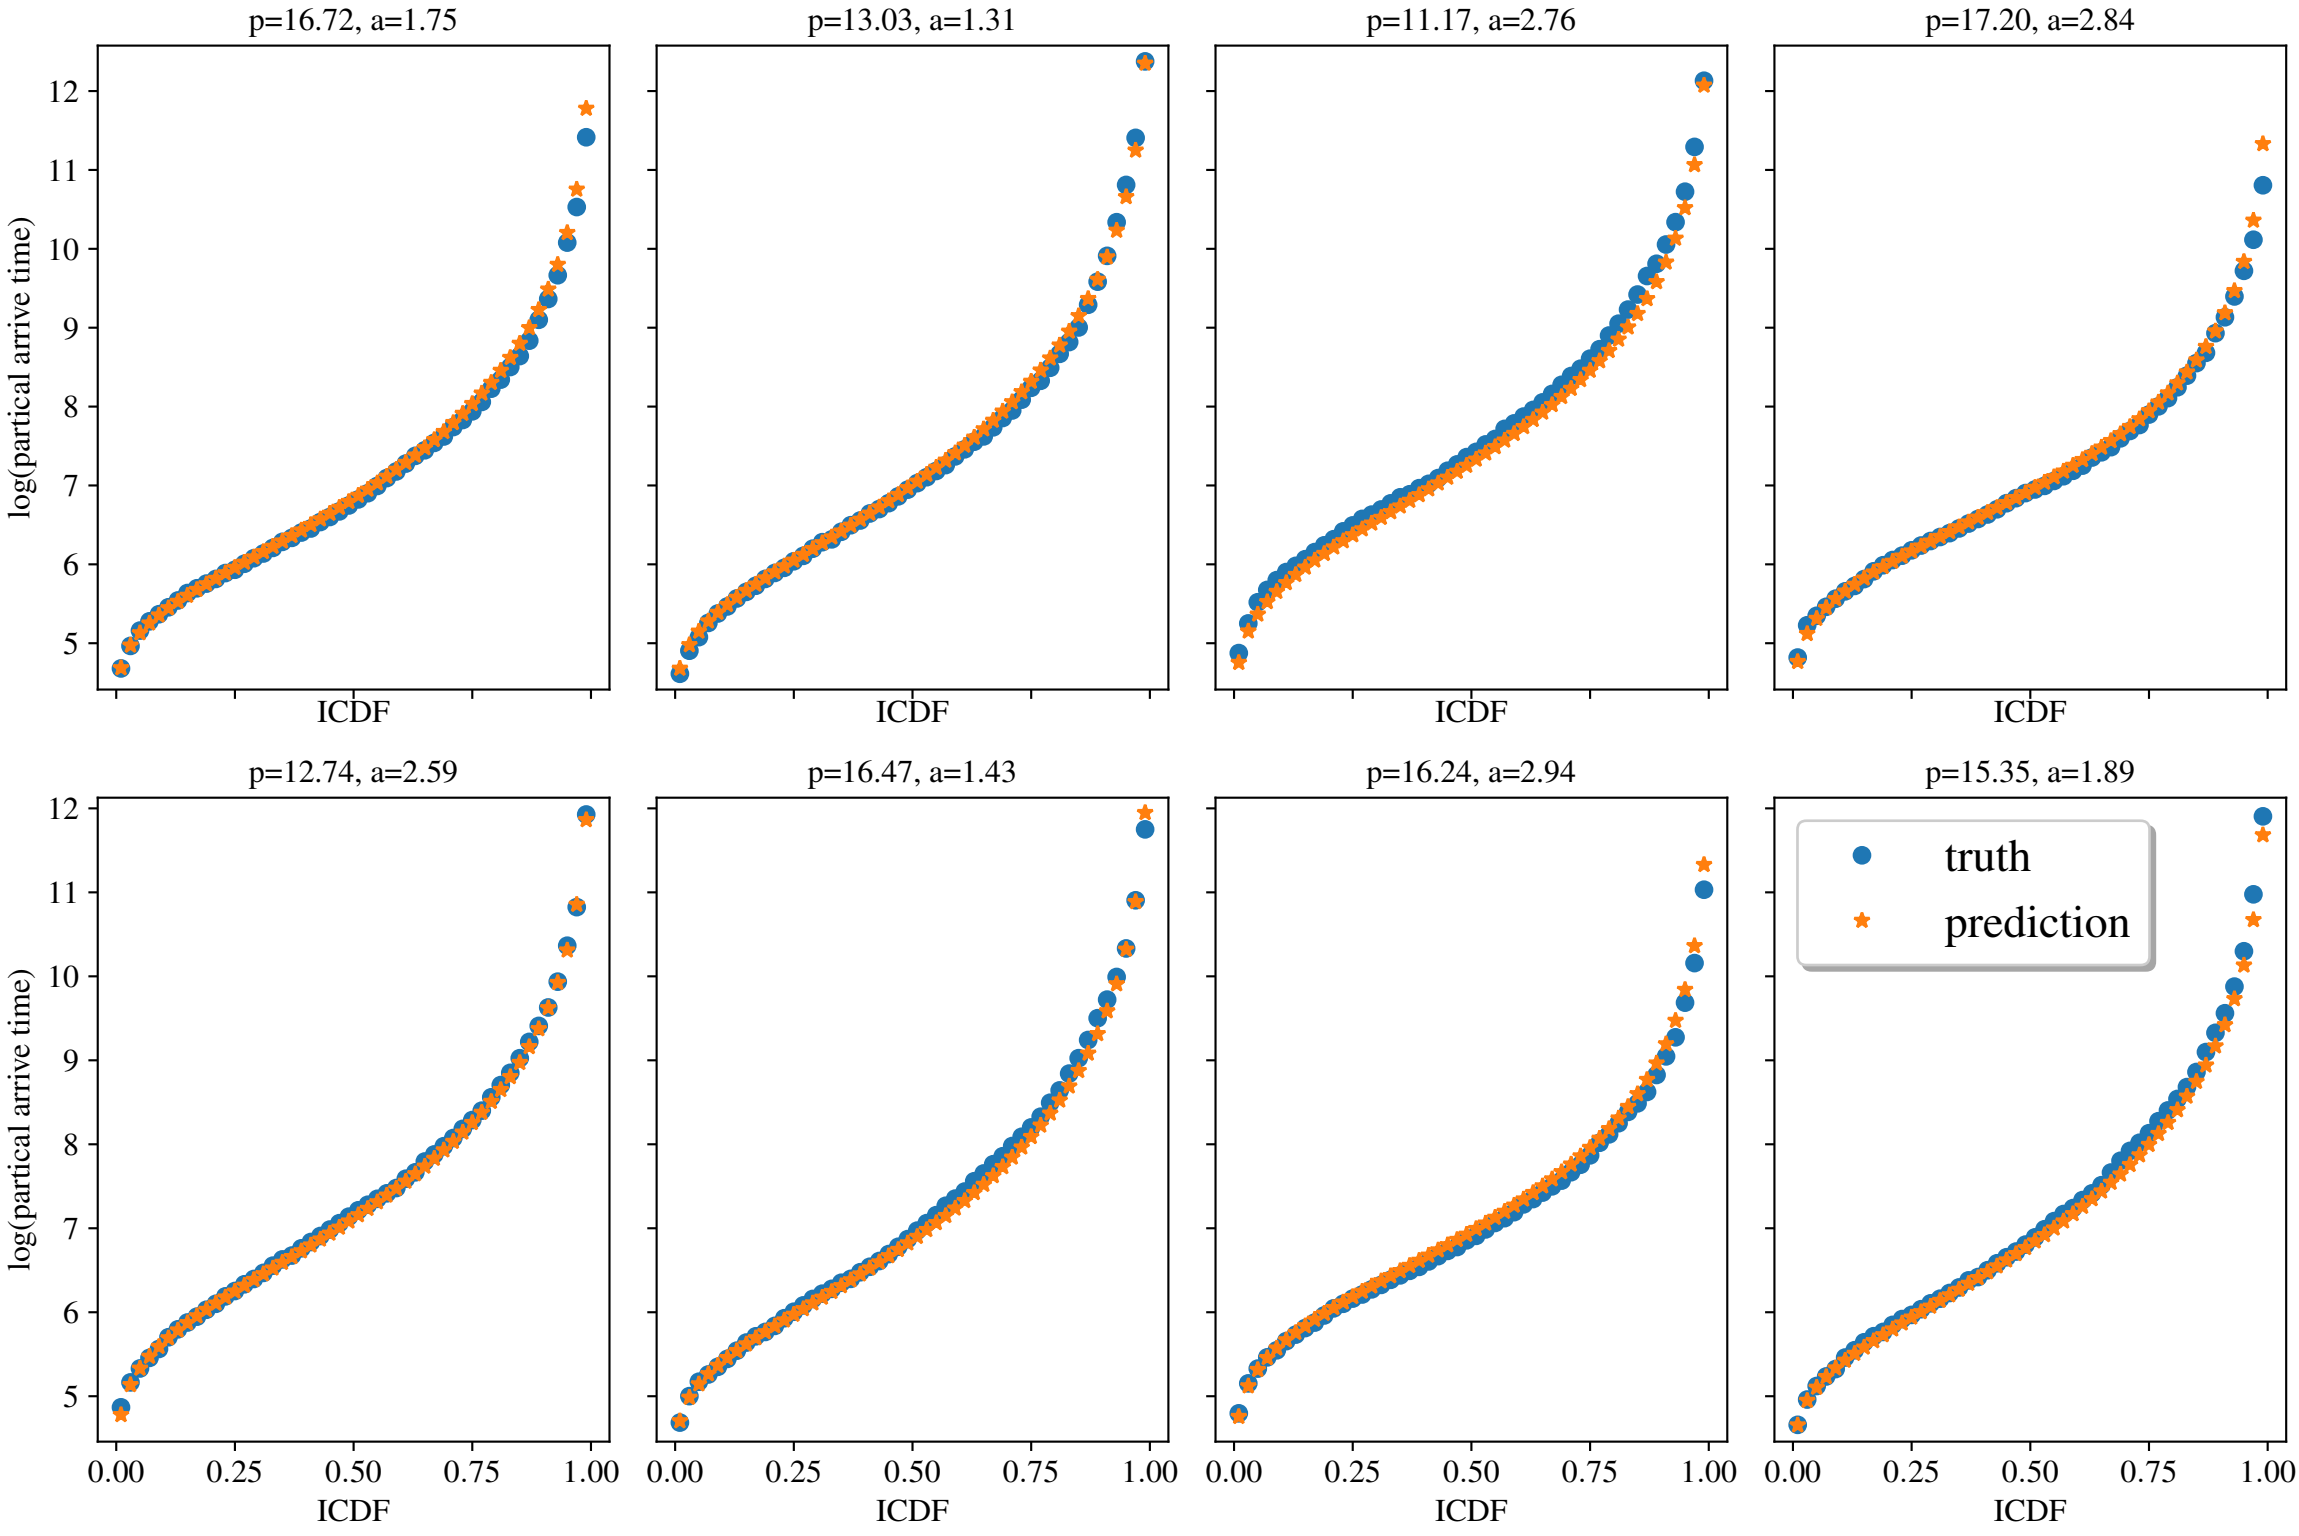 p=16.72, a=1.75
p=13.03, a=1.31
p=11.17, a=2.76
p=17.20, a=2.84
log(partical arrive time)
12
11
10
9
8
7
6
5
ICDF
ICDF
ICDF
ICDF
p=12.74, a=2.59
p=16.47, a=1.43
p=16.24, a=2.94
p=15.35, a=1.89
log(partical arrive time)
12
11
10
9
8
7
6
5
truth
prediction
0.00 0.25 0.50 0.75 1.00
0.00 0.25 0.50 0.75 1.00
0.00 0.25 0.50 0.75 1.00
0.00 0.25 0.50 0.75 1.00
ICDF
ICDF
ICDF
ICDF